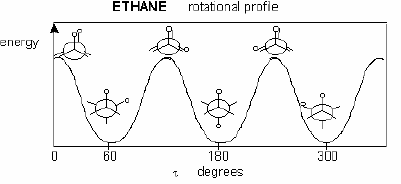 ETHANE rotational profile
energy
0 60 180 300
τ degrees